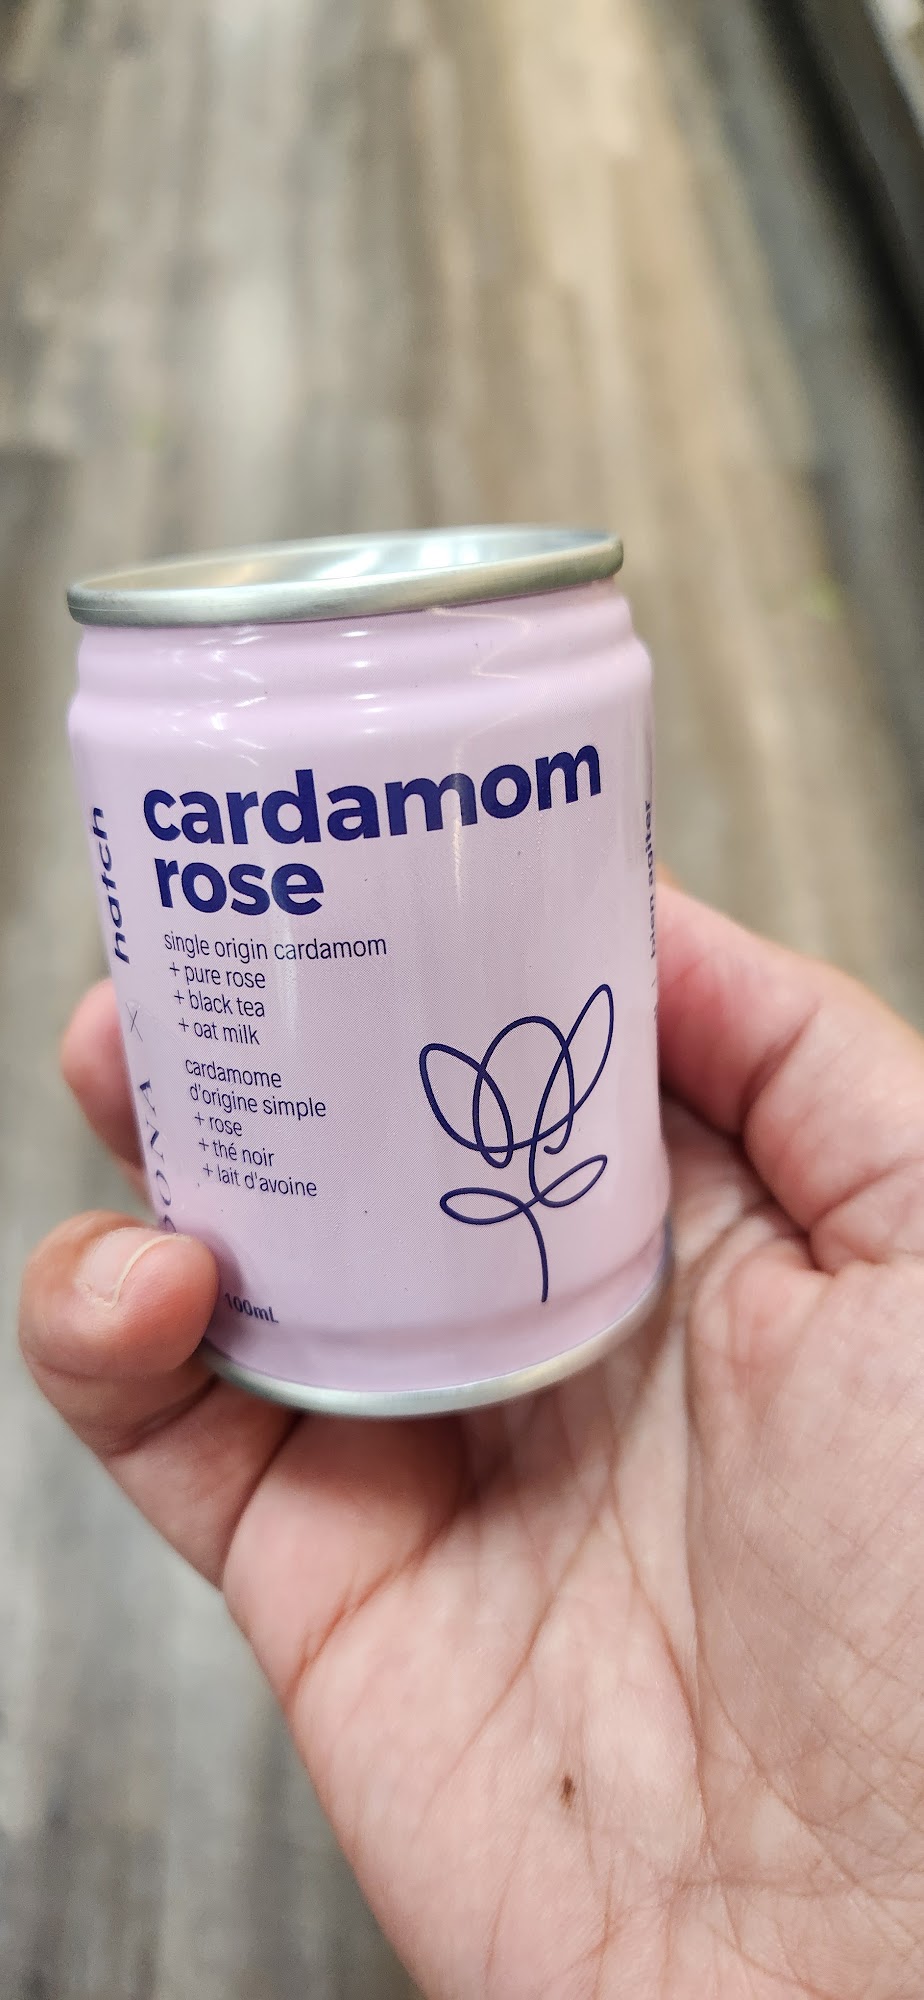 cardamom
rose
single origin cardamom
+ pure rose
+ black tea
+ oat milk
cardamome
d'origine simple
+ rose
+ thé noir
+ lait d'avoine
100mL
hatch
X